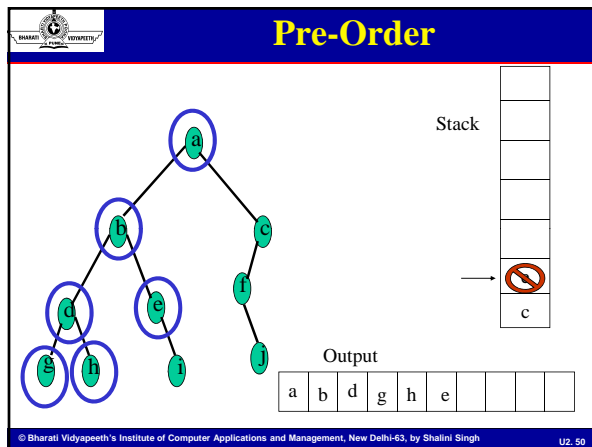 BHARATI VIDYAPEETH
PUNE
Pre-Order
Stack
a
b c
d e f
g h i j
c
Output
a b d g h e
© Bharati Vidyapeeth's Institute of Computer Applications and Management, New Delhi-63, by Shalini Singh U2. 50